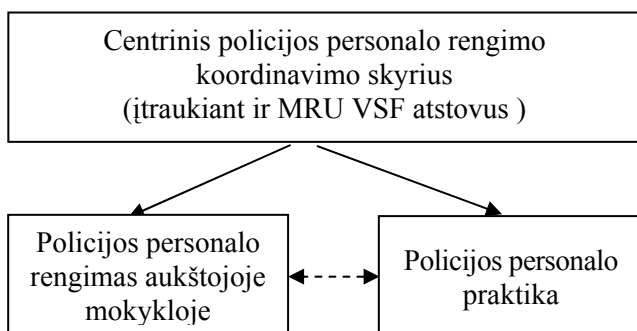 Centrinis policijos personalo rengimo
koordinavimo skyrius
(įtraukiant ir MRU VSF atstovus )
Policijos personalo
rengimas aukštojoje
mokykloje
Policijos personalo
praktika